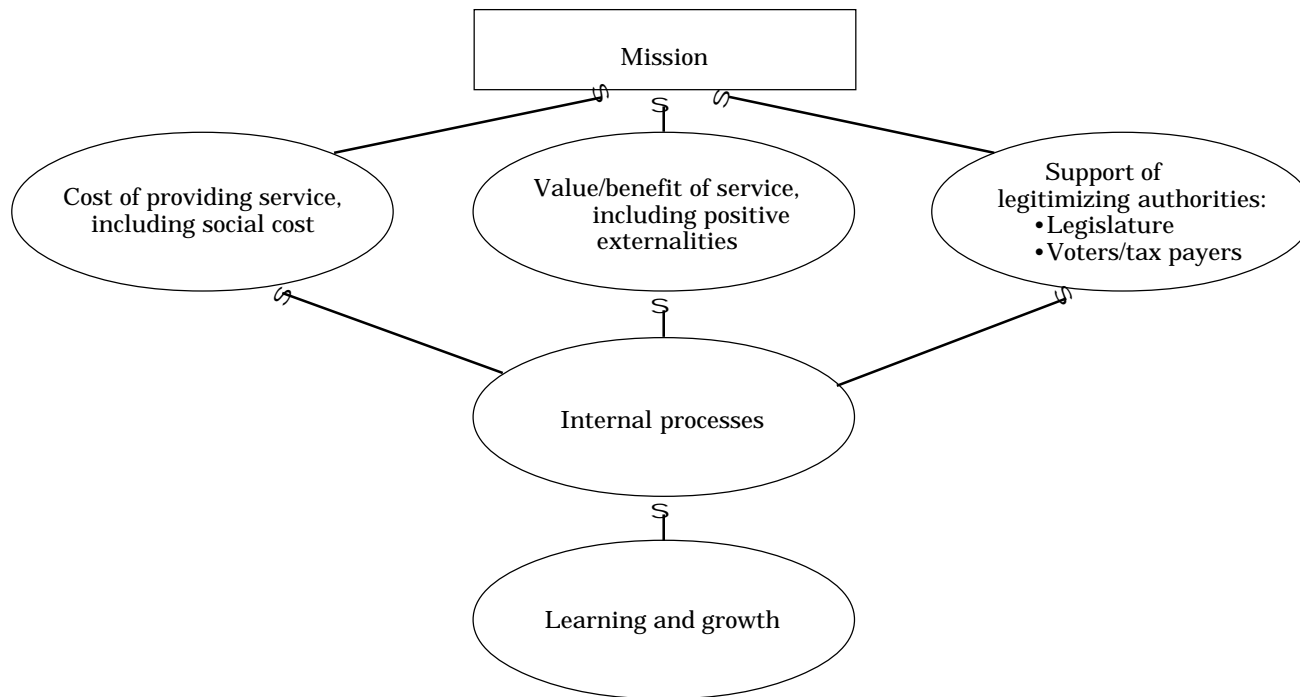 Mission
S
S
S
Cost of providing service,
including social cost
Value/benefit of service,
including positive
externalities
Support of
legitimizing authorities:
•Legislature
•Voters/tax payers
S
S
S
Internal processes
S
Learning and growth